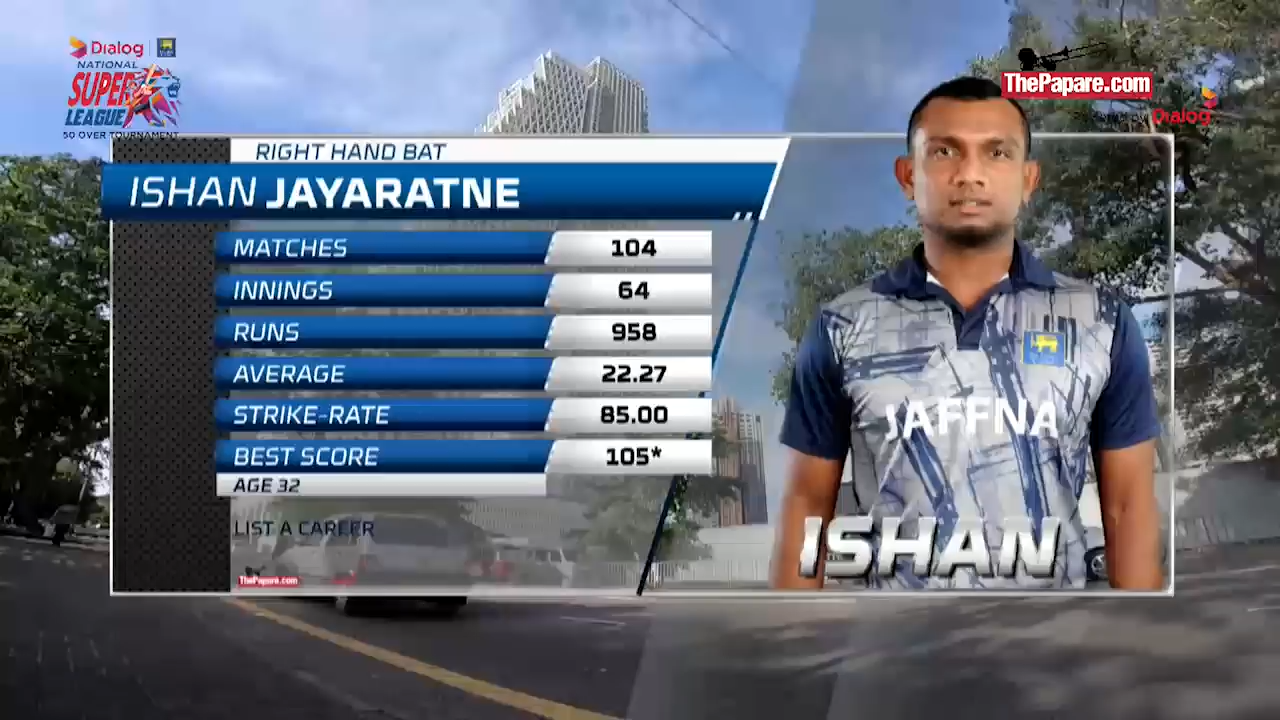 Dialog
NATIONAL
SUPER
LEAGUE
50 OVER TOURNAMENT
ThePapare.com
Dialog
RIGHT HAND BAT
ISHAN JAYARATNE
MATCHES 104
INNINGS 64
RUNS 958
AVERAGE 22.27
STRIKE-RATE 85.00
BEST SCORE 105*
AGE 32
LIST A CAREER
ThePapare.com
JAFFNA
ISHAN